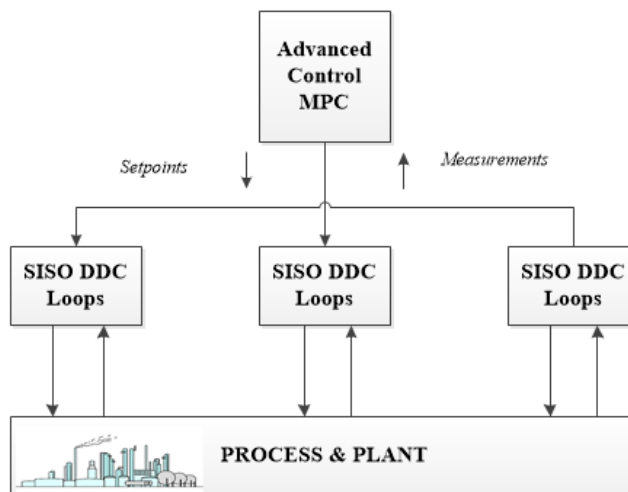 Advanced
Control
MPC
Setpoints
Measurements
SISO DDC
Loops
SISO DDC
Loops
SISO DDC
Loops
PROCESS & PLANT